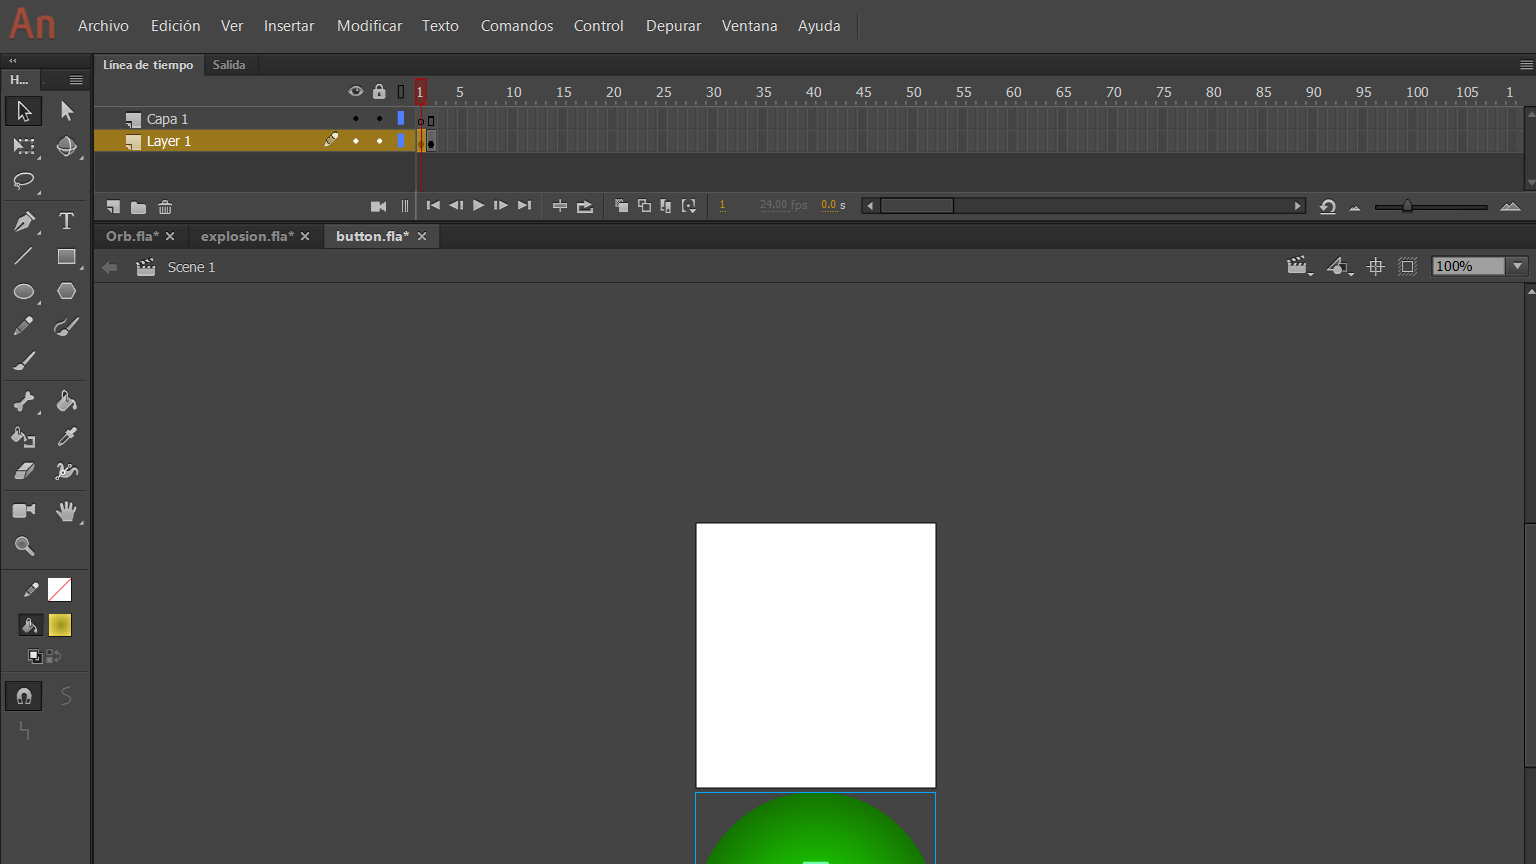 An Archivo Edición Ver Insertar Modificar Texto Comandos Control Depurar Ventana Ayuda
H... Línea de tiempo Salida
1 5 10 15 20 25 30 35 40 45 50 55 60 65 70 75 80 85 90 95 100 105 1
Capa 1
Layer 1
1 24.00 fps 0.0 s
Orb.fla* explosion.fla* button.fla*
Scene 1 100%
T